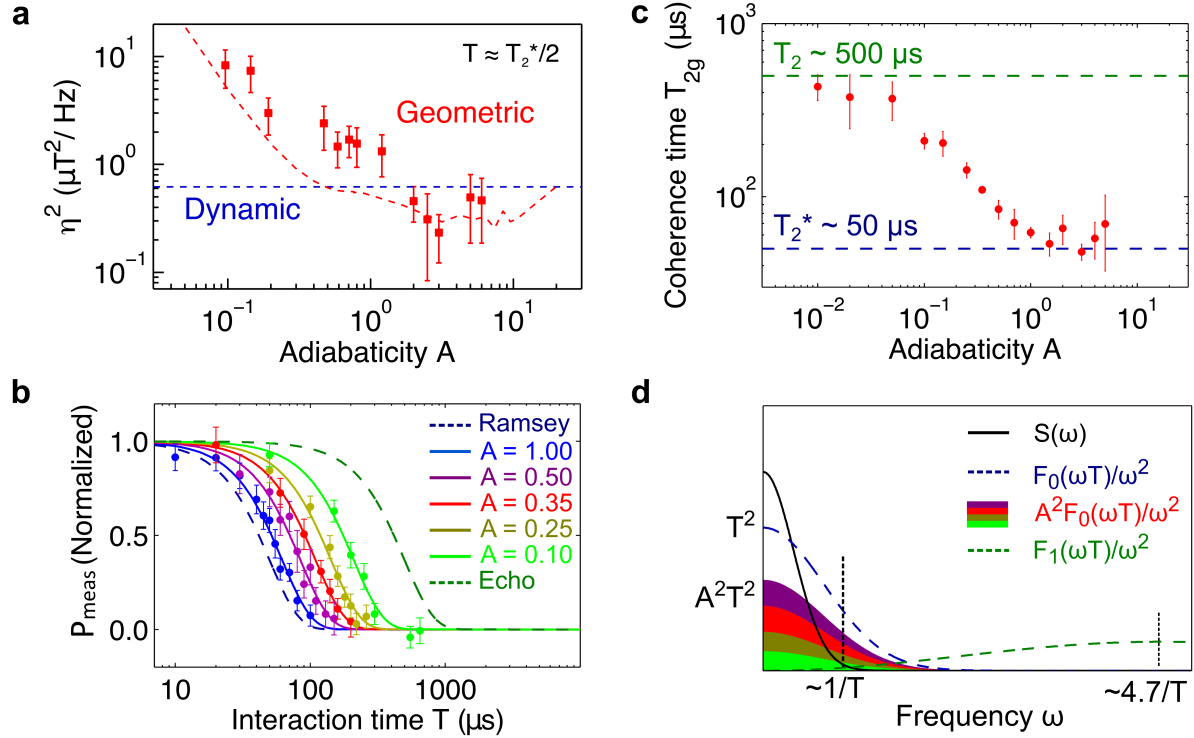 a
η² (μT²/ Hz)
10¹
10⁰
10⁻¹
T ≈ T₂*/2
Geometric
Dynamic
10⁻¹
10⁰
10¹
Adiabaticity A
c
Coherence time T₂g (μs)
10³
10²
T₂ ~ 500 μs
T₂* ~ 50 μs
10⁻²
10⁻¹
10⁰
10¹
Adiabaticity A
b
Pmeas (Normalized)
1.0
0.5
0.0
Ramsey
A = 1.00
A = 0.50
A = 0.35
A = 0.25
A = 0.10
Echo
10
100
1000
Interaction time T (μs)
d
S(ω)
F₀(ωT)/ω²
A²F₀(ωT)/ω²
F₁(ωT)/ω²
T²
A²T²
~1/T
~4.7/T
Frequency ω